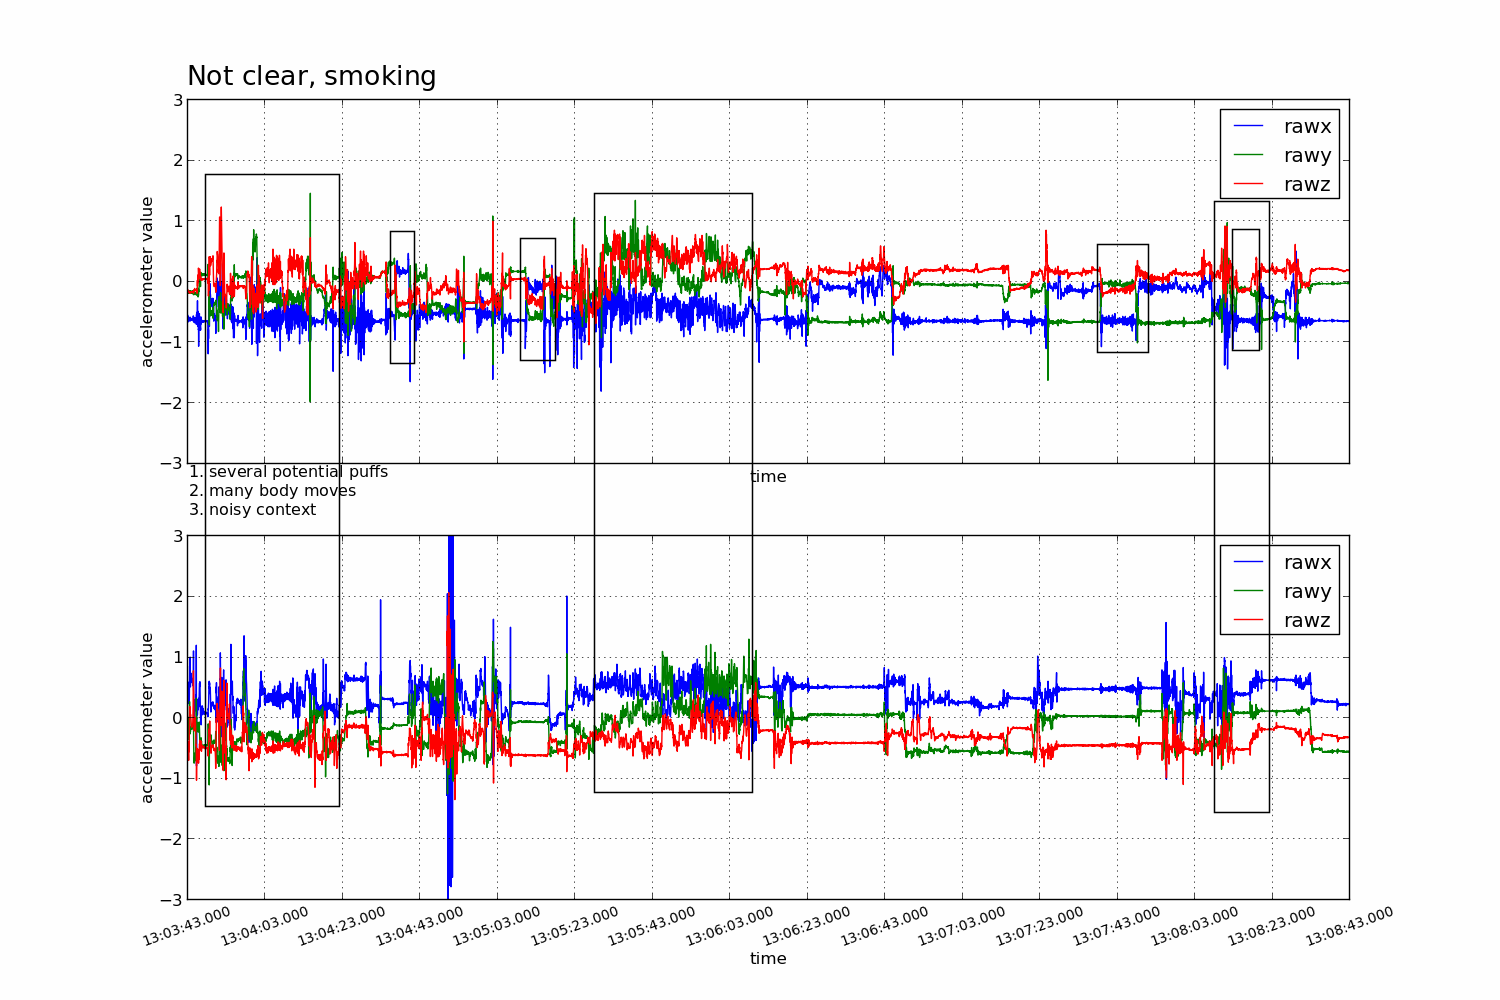 Not clear, smoking
3
2
1
0
−1
−2
−3
accelerometer value
rawx
rawy
rawz
time
1. several potential puffs
2. many body moves
3. noisy context
3
2
1
0
−1
−2
−3
accelerometer value
rawx
rawy
rawz
13:03:43.000
13:04:03.000
13:04:23.000
13:04:43.000
13:05:03.000
13:05:23.000
13:05:43.000
13:06:03.000
13:06:23.000
13:06:43.000
13:07:03.000
13:07:23.000
13:07:43.000
13:08:03.000
13:08:23.000
13:08:43.000
time